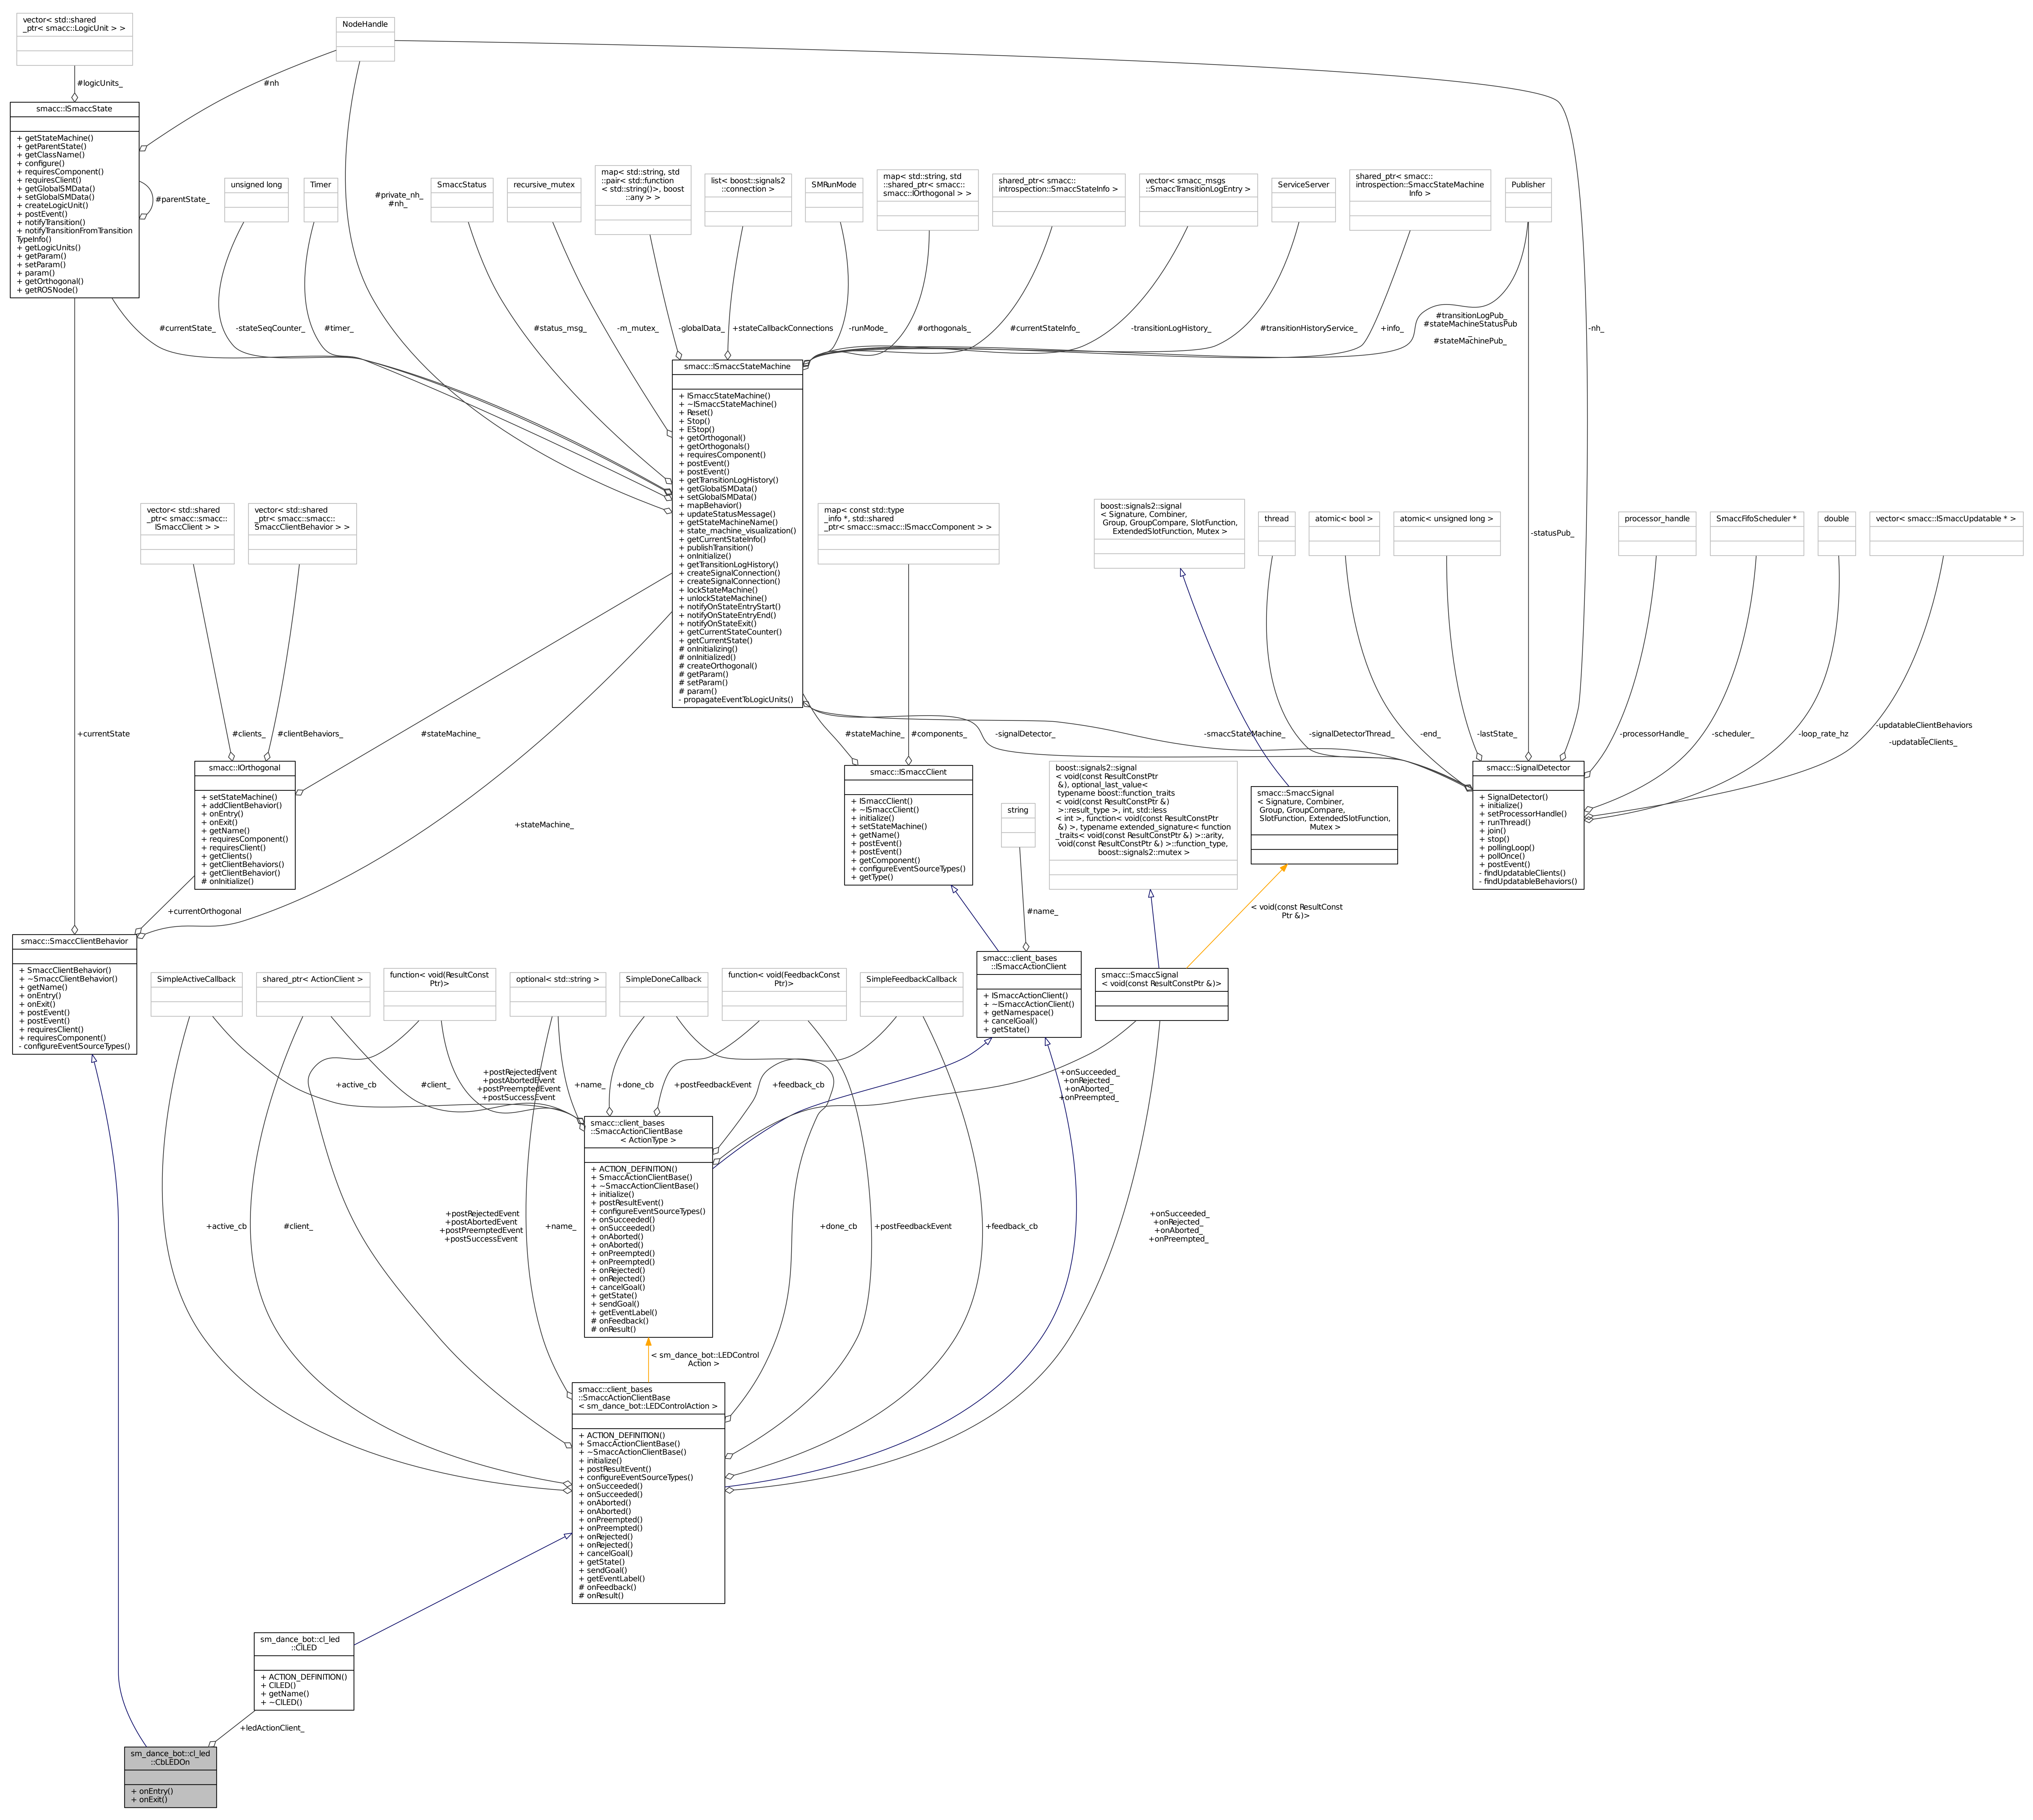 vector< std::shared
_ptr< smacc::LogicUnit > >
NodeHandle
#logicUnits_
#nh
smacc::ISmaccState
+ getStateMachine()
+ getParentState()
+ getClassName()
+ configure()
+ requiresComponent()
+ requiresClient()
+ getGlobalSMData()
+ setGlobalSMData()
+ createLogicUnit()
+ postEvent()
+ notifyTransition()
+ notifyTransitionFromTransition
TypeInfo()
+ getLogicUnits()
+ getParam()
+ setParam()
+ param()
+ getOrthogonal()
+ getROSNode()
#parentState_
unsigned long
Timer
#private_nh_
#nh_
SmaccStatus
recursive_mutex
map< std::string, std
::pair< std::function
< std::string()>, boost
::any > >
list< boost::signals2
::connection >
SMRunMode
map< std::string, std
::shared_ptr< smacc::
smacc::IOrthogonal > >
shared_ptr< smacc::
introspection::SmaccStateInfo >
vector< smacc_msgs
::SmaccTransitionLogEntry >
ServiceServer
shared_ptr< smacc::
introspection::SmaccStateMachine
Info >
Publisher
#currentState_
-stateSeqCounter_
#timer_
#status_msg_
-m_mutex_
-globalData_
+stateCallbackConnections
-runMode_
#orthogonals_
#currentStateInfo_
-transitionLogHistory_
#transitionHistoryService_
+info_
#transitionLogPub_
#stateMachineStatusPub
_
#stateMachinePub_
-nh_
smacc::ISmaccStateMachine
+ ISmaccStateMachine()
+ ~ISmaccStateMachine()
+ Reset()
+ Stop()
+ EStop()
+ getOrthogonal()
+ getOrthogonals()
+ requiresComponent()
+ postEvent()
+ postEvent()
+ getTransitionLogHistory()
+ getGlobalSMData()
+ setGlobalSMData()
+ mapBehavior()
+ updateStatusMessage()
+ getStateMachineName()
+ state_machine_visualization()
+ getCurrentStateInfo()
+ publishTransition()
+ onInitialize()
+ getTransitionLogHistory()
+ createSignalConnection()
+ createSignalConnection()
+ lockStateMachine()
+ unlockStateMachine()
+ notifyOnStateEntryStart()
+ notifyOnStateEntryEnd()
+ notifyOnStateExit()
+ getCurrentStateCounter()
+ getCurrentState()
# onInitializing()
# onInitialized()
# createOrthogonal()
# getParam()
# setParam()
# param()
- propagateEventToLogicUnits()
vector< std::shared
_ptr< smacc::smacc::
ISmaccClient > >
vector< std::shared
_ptr< smacc::smacc::
SmaccClientBehavior > >
map< const std::type
_info *, std::shared
_ptr< smacc::smacc::ISmaccComponent > >
boost::signals2::signal
< Signature, Combiner,
Group, GroupCompare, SlotFunction,
ExtendedSlotFunction, Mutex >
thread
atomic< bool >
atomic< unsigned long >
-statusPub_
processor_handle
SmaccFifoScheduler *
double
vector< smacc::ISmaccUpdatable * >
+currentState
#clients_
#clientBehaviors_
#stateMachine_
#stateMachine_
#components_
-signalDetector_
-smaccStateMachine_
-signalDetectorThread_
-end_
-lastState_
-processorHandle_
-scheduler_
-loop_rate_hz
-updatableClientBehaviors
_
-updatableClients_
smacc::IOrthogonal
+ setStateMachine()
+ addClientBehavior()
+ onEntry()
+ onExit()
+ getName()
+ requiresComponent()
+ requiresClient()
+ getClients()
+ getClientBehaviors()
+ getClientBehavior()
# onInitialize()
+stateMachine_
smacc::ISmaccClient
+ ISmaccClient()
+ ~ISmaccClient()
+ initialize()
+ setStateMachine()
+ getName()
+ postEvent()
+ postEvent()
+ getComponent()
+ configureEventSourceTypes()
+ getType()
string
boost::signals2::signal
< void(const ResultConstPtr
&), optional_last_value<
typename boost::function_traits
< void(const ResultConstPtr &)
>::result_type >, int, std::less
< int >, function< void(const ResultConstPtr
&) >, typename extended_signature< function
_traits< void(const ResultConstPtr &) >::arity,
void(const ResultConstPtr &) >::function_type,
boost::signals2::mutex >
smacc::SmaccSignal
< Signature, Combiner,
Group, GroupCompare,
SlotFunction, ExtendedSlotFunction,
Mutex >
smacc::SignalDetector
+ SignalDetector()
+ initialize()
+ setProcessorHandle()
+ runThread()
+ join()
+ stop()
+ pollingLoop()
+ pollOnce()
+ postEvent()
- findUpdatableClients()
- findUpdatableBehaviors()
+currentOrthogonal
#name_
< void(const ResultConst
Ptr &)>
smacc::SmaccClientBehavior
+ SmaccClientBehavior()
+ ~SmaccClientBehavior()
+ getName()
+ onEntry()
+ onExit()
+ postEvent()
+ postEvent()
+ requiresClient()
+ requiresComponent()
- configureEventSourceTypes()
SimpleActiveCallback
shared_ptr< ActionClient >
function< void(ResultConst
Ptr)>
optional< std::string >
SimpleDoneCallback
function< void(FeedbackConst
Ptr)>
SimpleFeedbackCallback
smacc::client_bases
::ISmaccActionClient
+ ISmaccActionClient()
+ ~ISmaccActionClient()
+ getNamespace()
+ cancelGoal()
+ getState()
smacc::SmaccSignal
< void(const ResultConstPtr &)>
+active_cb
#client_
+postRejectedEvent
+postAbortedEvent
+postPreemptedEvent
+postSuccessEvent
+name_
+done_cb
+postFeedbackEvent
+feedback_cb
+onSucceeded_
+onRejected_
+onAborted_
+onPreempted_
smacc::client_bases
::SmaccActionClientBase
< ActionType >
+ ACTION_DEFINITION()
+ SmaccActionClientBase()
+ ~SmaccActionClientBase()
+ initialize()
+ postResultEvent()
+ configureEventSourceTypes()
+ onSucceeded()
+ onSucceeded()
+ onAborted()
+ onAborted()
+ onPreempted()
+ onPreempted()
+ onRejected()
+ onRejected()
+ cancelGoal()
+ getState()
+ sendGoal()
+ getEventLabel()
# onFeedback()
# onResult()
+active_cb
#client_
+postRejectedEvent
+postAbortedEvent
+postPreemptedEvent
+postSuccessEvent
+name_
+done_cb
+postFeedbackEvent
+feedback_cb
+onSucceeded_
+onRejected_
+onAborted_
+onPreempted_
< sm_dance_bot::LEDControl
Action >
smacc::client_bases
::SmaccActionClientBase
< sm_dance_bot::LEDControlAction >
+ ACTION_DEFINITION()
+ SmaccActionClientBase()
+ ~SmaccActionClientBase()
+ initialize()
+ postResultEvent()
+ configureEventSourceTypes()
+ onSucceeded()
+ onSucceeded()
+ onAborted()
+ onAborted()
+ onPreempted()
+ onPreempted()
+ onRejected()
+ onRejected()
+ cancelGoal()
+ getState()
+ sendGoal()
+ getEventLabel()
# onFeedback()
# onResult()
sm_dance_bot::cl_led
::ClLED
+ ACTION_DEFINITION()
+ ClLED()
+ getName()
+ ~ClLED()
+ledActionClient_
sm_dance_bot::cl_led
::CbLEDOn
+ onEntry()
+ onExit()